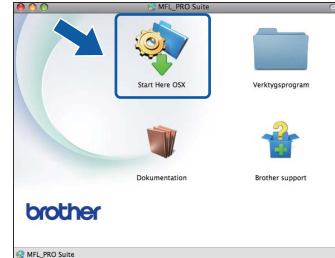 MFL_PRO Suite
Start Here OSX
Verktygsprogram
Dokumentation
Brother support
brother
MFL_PRO Suite